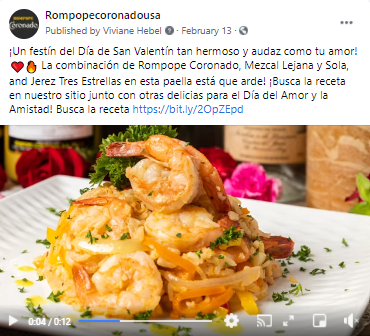 Rompopecoronadousa
Published by Viviane Hebel · February 13 ·
¡Un festín del Día de San Valentín tan hermoso y audaz como tu amor!
❤️🔥 La combinación de Rompope Coronado, Mezcal Lejana y Sola,
and Jerez Tres Estrellas en esta paella está que arde! ¡Busca la receta
en nuestro sitio junto con otras delicias para el Día del Amor y la
Amistad! Busca la receta https://bit.ly/2OpZEpd
0:04 / 0:12